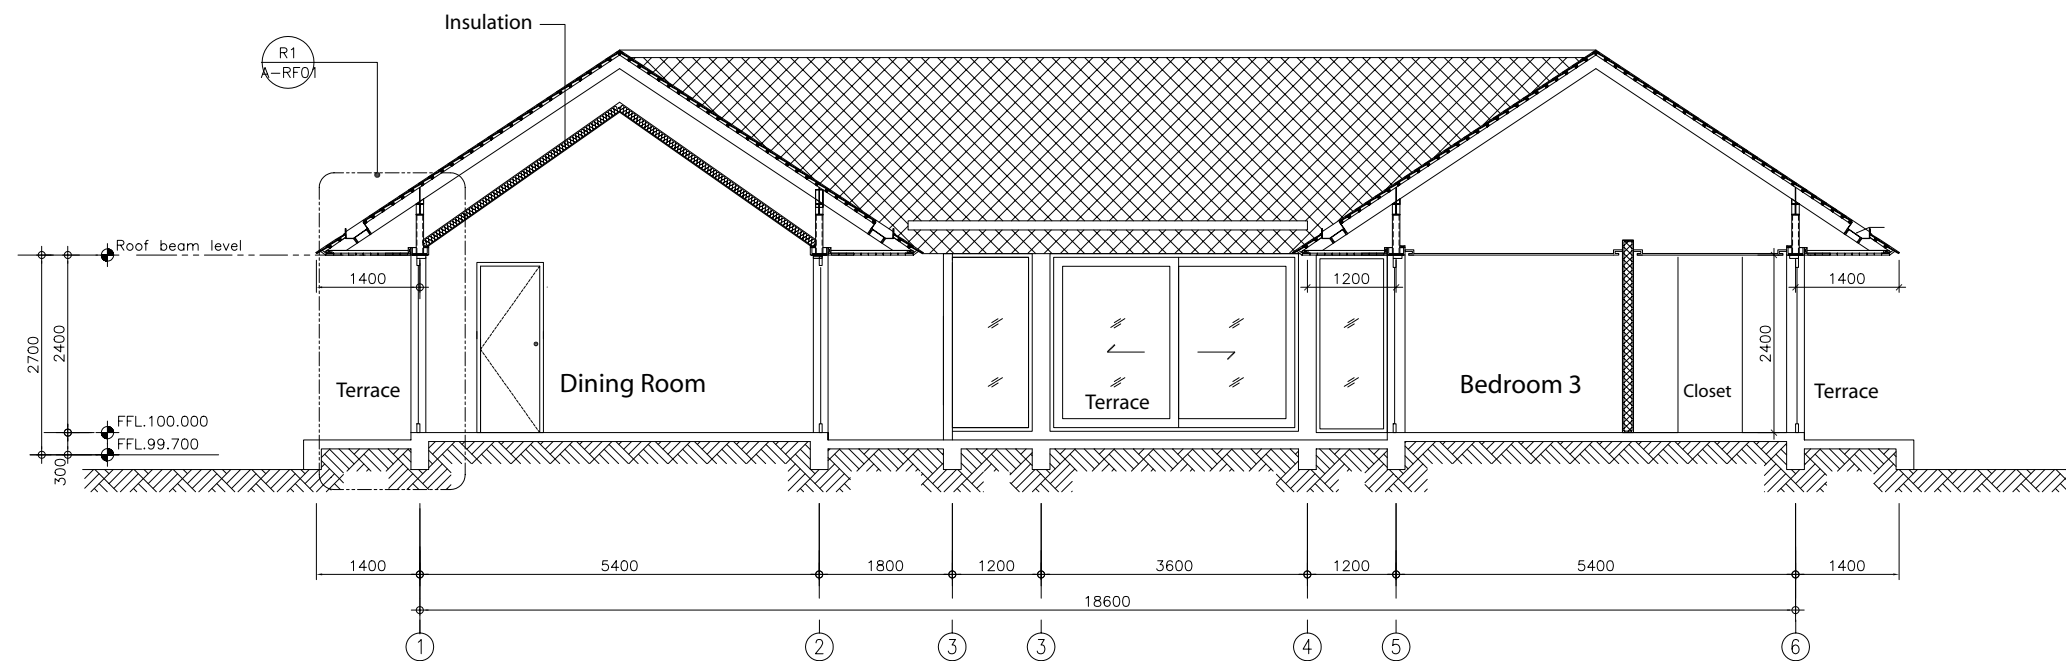 Insulation
R1
A-RF01
Roof beam level
1400
1200
1400
2700
2400
2400
Terrace
Dining Room
Terrace
Bedroom 3
Closet
Terrace
FFL.100.000
FFL.99.700
300
1400
5400
1800
1200
3600
1200
5400
1400
18600
1
2
3
3
4
5
6